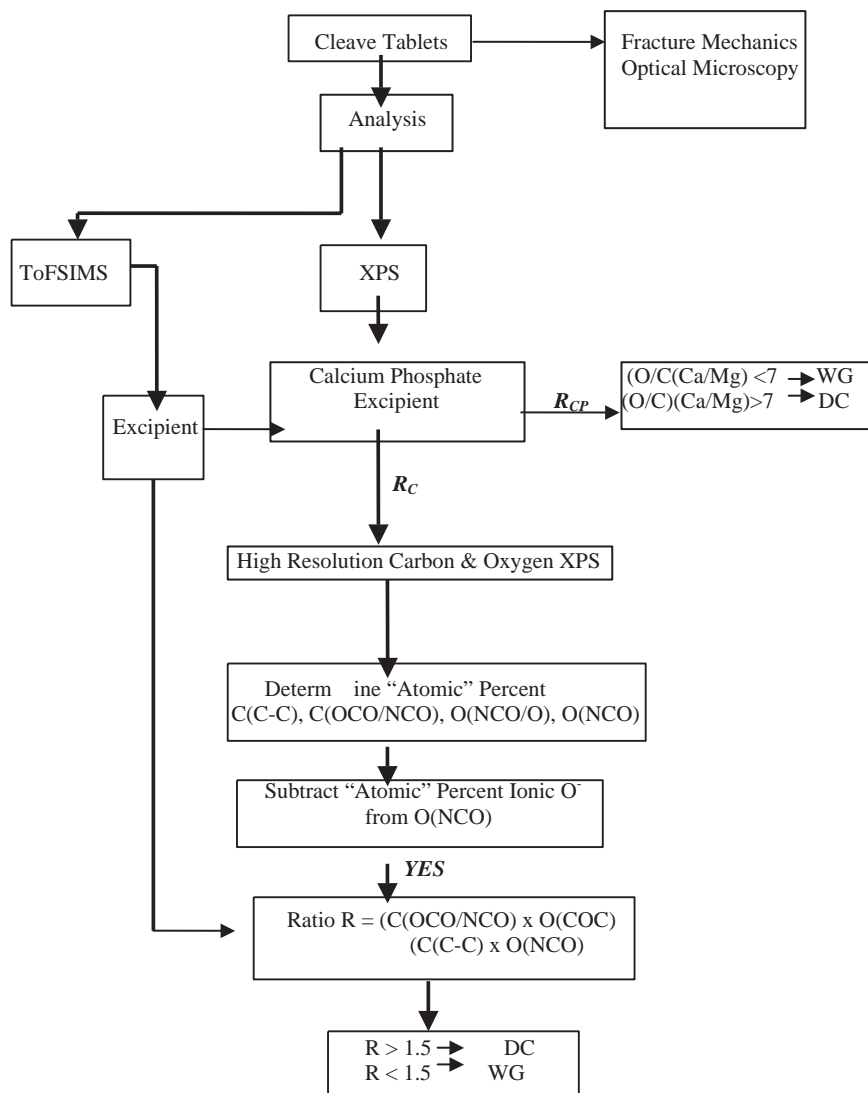 Cleave Tablets
Fracture Mechanics
Optical Microscopy
Analysis
ToFSIMS
XPS
Calcium Phosphate
Excipient
R_CP
(O/C(Ca/Mg) <7 → WG
(O/C)(Ca/Mg)>7 → DC
Excipient
R_C
High Resolution Carbon & Oxygen XPS
Determ ine “Atomic” Percent
C(C-C), C(OCO/NCO), O(NCO/O), O(NCO)
Subtract “Atomic” Percent Ionic O⁻
from O(NCO)
YES
Ratio R = (C(OCO/NCO) x O(COC)
(C(C-C) x O(NCO)
R > 1.5 → DC
R < 1.5 → WG